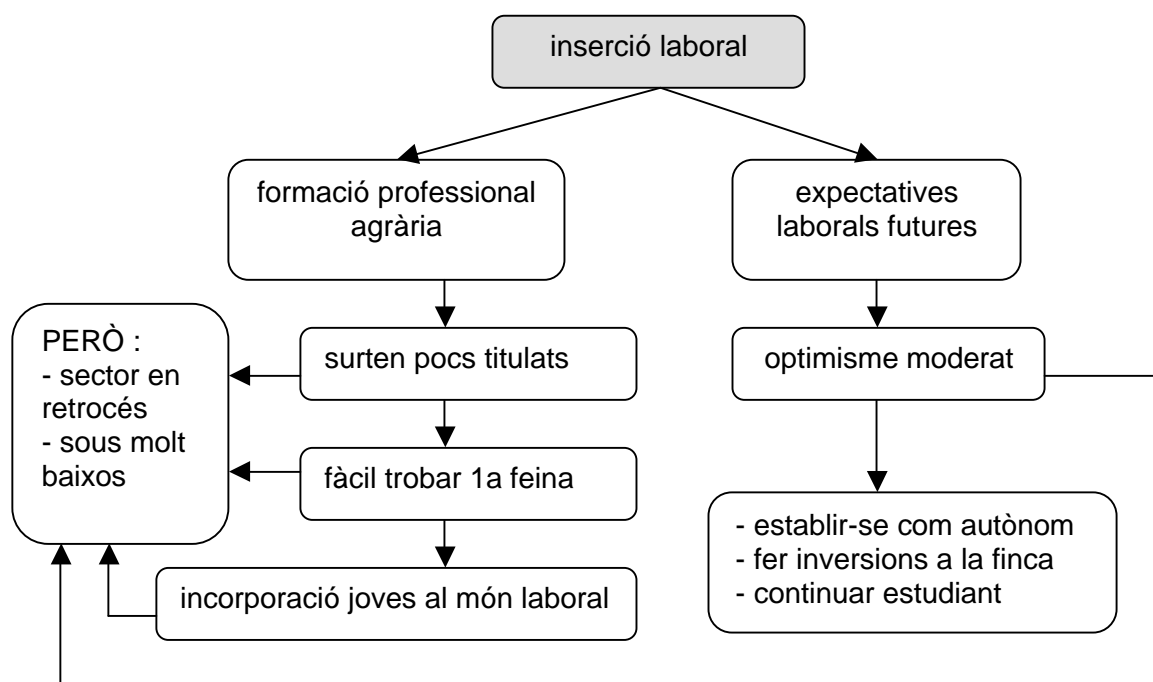 inserció laboral
formació professional
agrària
expectatives
laborals futures
PERÒ :
- sector en
retrocés
- sous molt
baixos
surten pocs titulats
optimisme moderat
fàcil trobar 1a feina
- establir-se com autònom
- fer inversions a la finca
- continuar estudiant
incorporació joves al món laboral